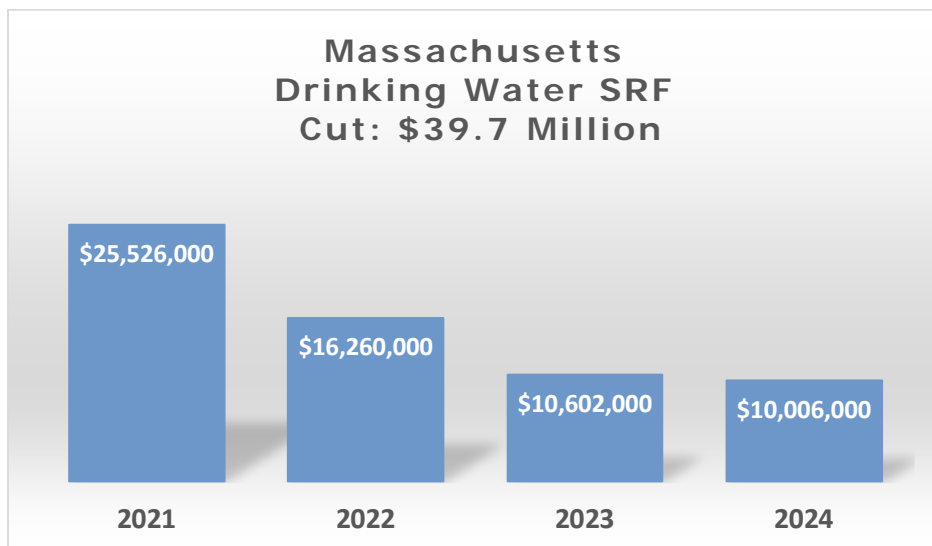 Massachusetts
Drinking Water SRF
Cut: $39.7 Million
$25,526,000
$16,260,000
$10,602,000
$10,006,000
2021
2022
2023
2024